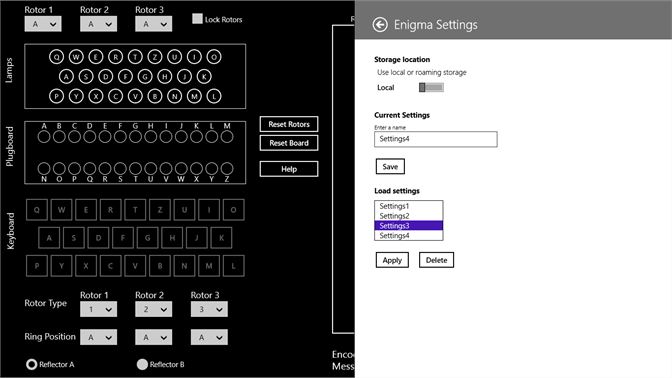 Rotor 1 Rotor 2 Rotor 3
A A A Lock Rotors
Lamps
Q W E R T Z U I O
A S D F G H J K
P Y X C V B N M L
Plugboard
A B C D E F G H I J K L M
N O P Q R S T U V W X Y Z
Reset Rotors
Reset Board
Help
Keyboard
Q W E R T Z U I O
A S D F G H J K
P Y X C V B N M L
Rotor 1 Rotor 2 Rotor 3
Rotor Type 1 2 3
Ring Position A A A
Reflector A Reflector B
Enigma Settings
Storage location
Use local or roaming storage
Local
Current Settings
Enter a name
Settings4
Save
Load settings
Settings1
Settings2
Settings3
Settings4
Apply Delete